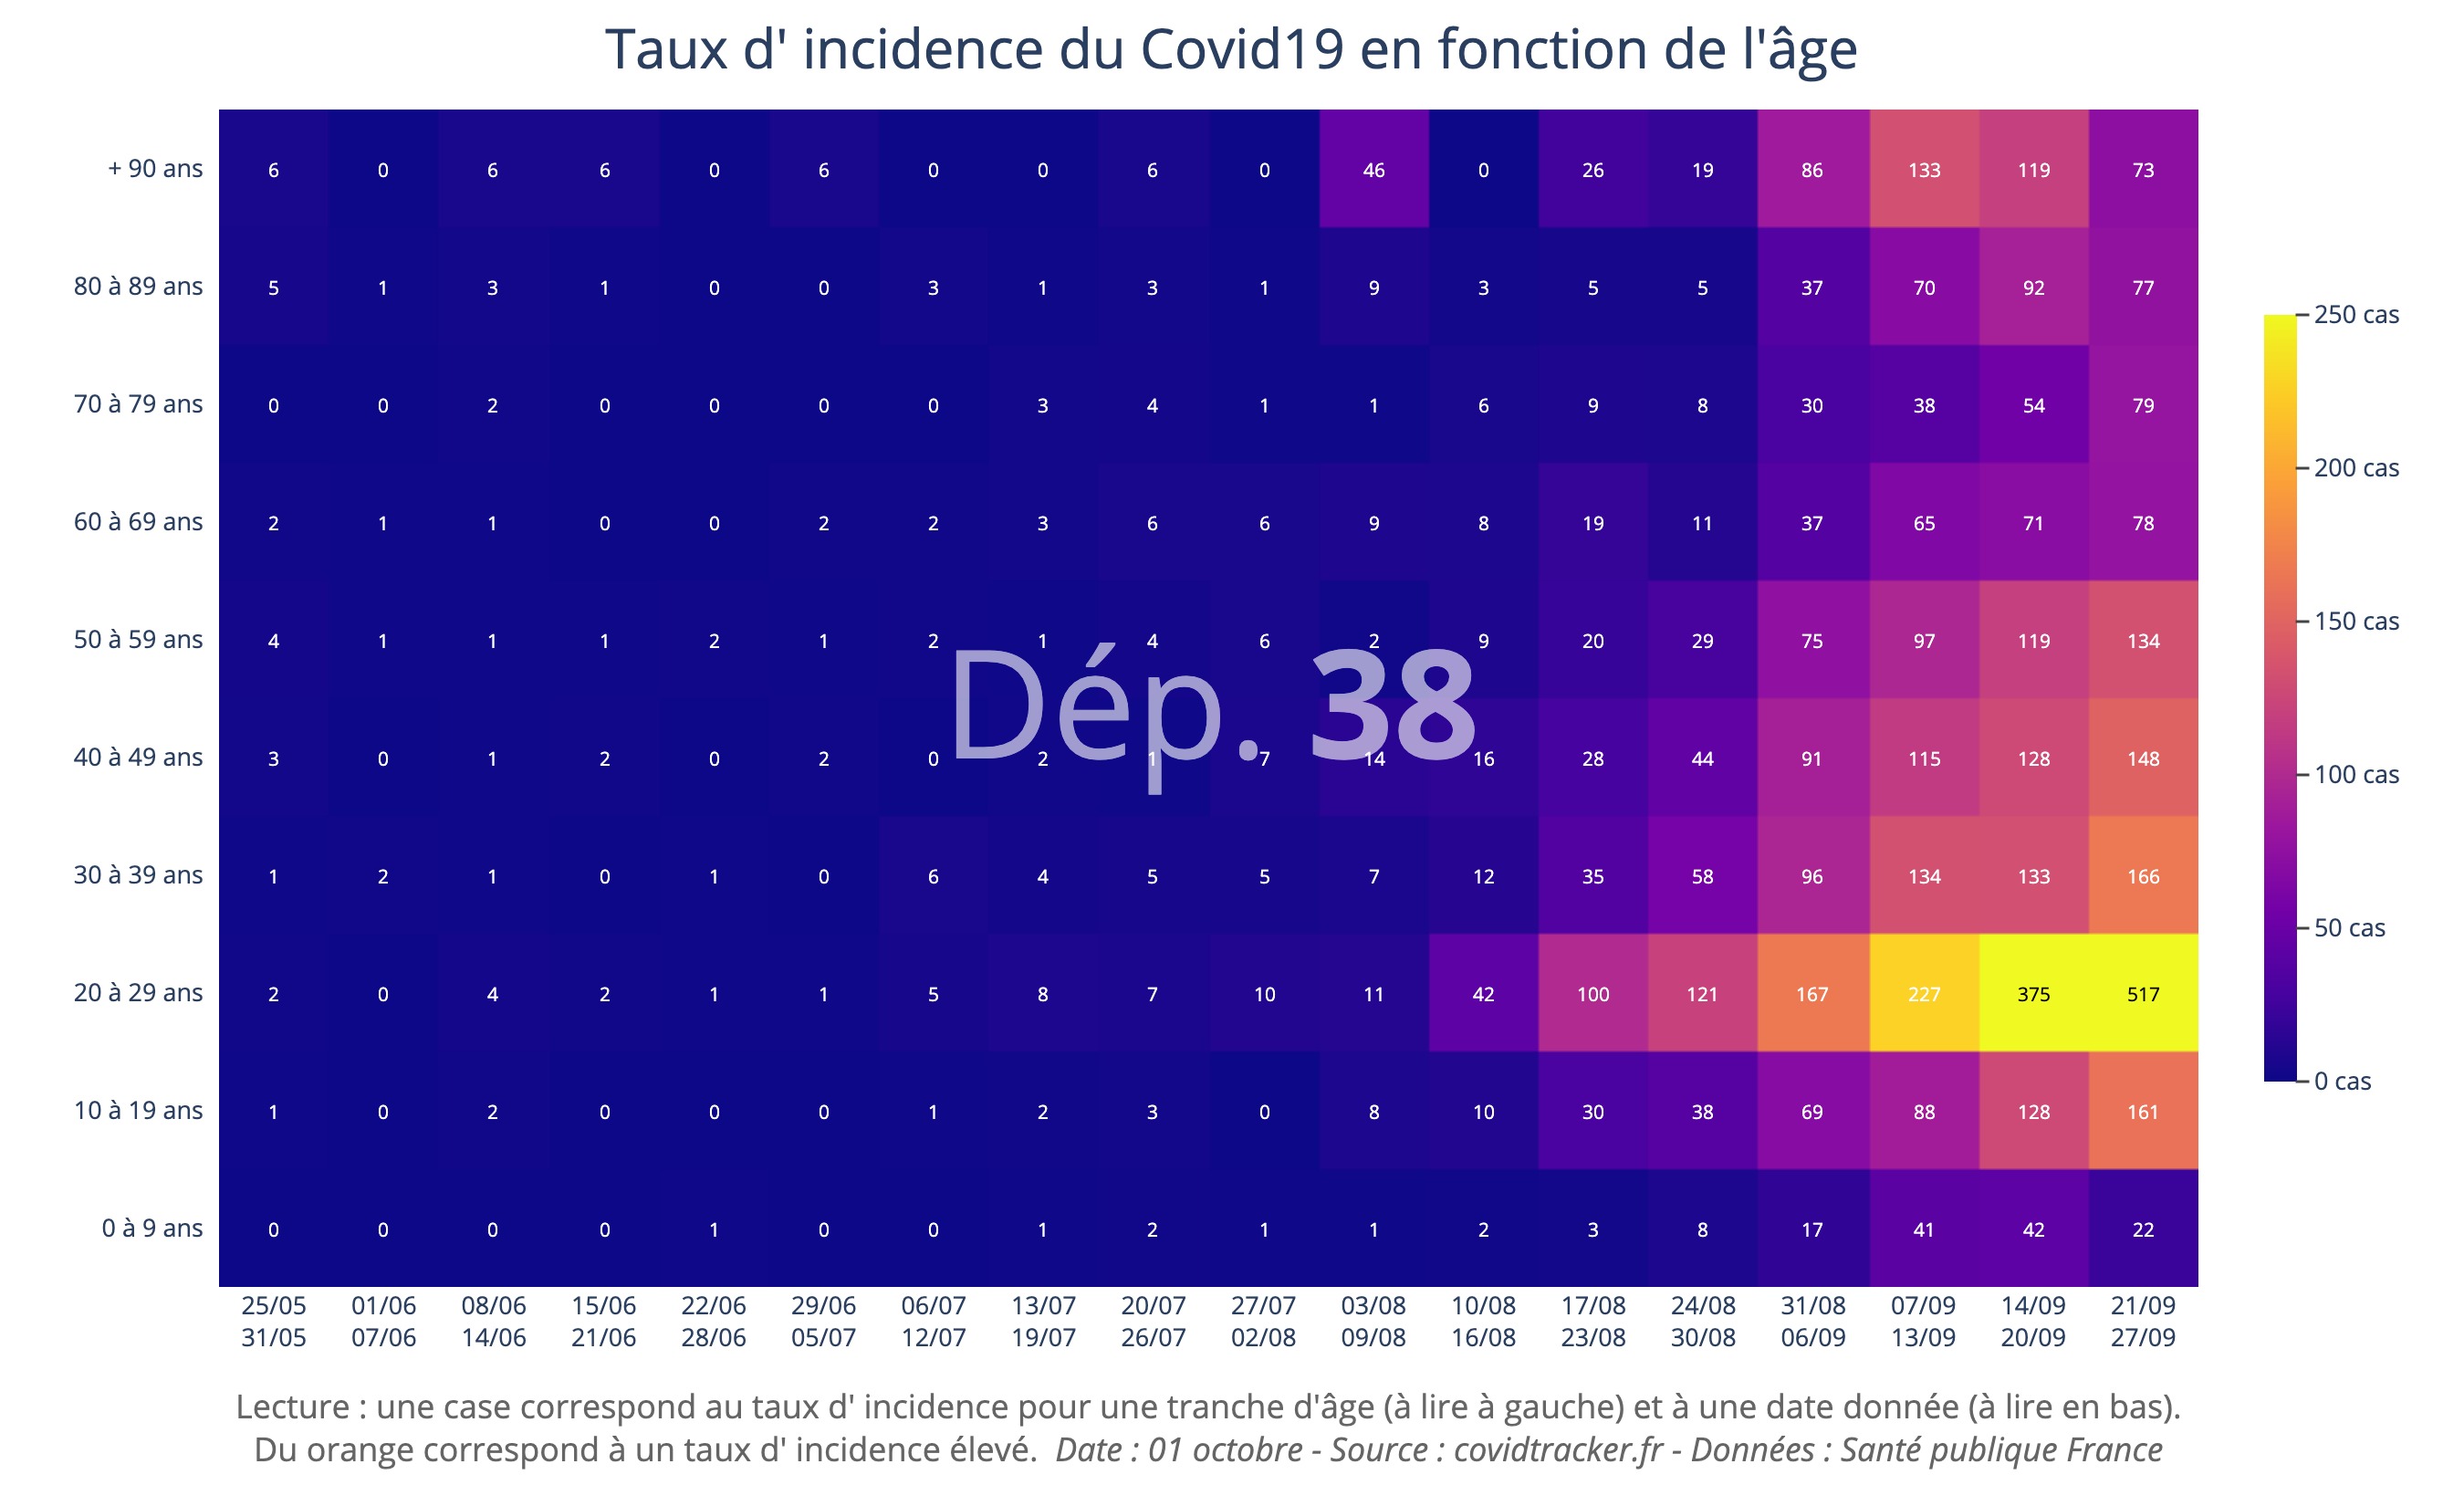 Taux d' incidence du Covid19 en fonction de l'âge
+ 90 ans 6 0 6 6 0 6 0 0 6 0 46 0 26 19 86 133 119 73
80 à 89 ans 5 1 3 1 0 0 3 1 3 1 9 3 5 5 37 70 92 77
70 à 79 ans 0 0 2 0 0 0 0 3 4 1 1 6 9 8 30 38 54 79
60 à 69 ans 2 1 1 0 0 2 2 3 6 6 9 8 19 11 37 65 71 78
50 à 59 ans 4 1 1 1 2 1 2 1 4 6 2 9 20 29 75 97 119 134
Dép. 38
40 à 49 ans 3 0 1 2 0 2 0 2 1 7 14 16 28 44 91 115 128 148
30 à 39 ans 1 2 1 0 1 0 6 4 5 5 7 12 35 58 96 134 133 166
20 à 29 ans 2 0 4 2 1 1 5 8 7 10 11 42 100 121 167 227 375 517
10 à 19 ans 1 0 2 0 0 0 1 2 3 0 8 10 30 38 69 88 128 161
0 à 9 ans 0 0 0 0 1 0 0 1 2 1 1 2 3 8 17 41 42 22
25/05 01/06 08/06 15/06 22/06 29/06 06/07 13/07 20/07 27/07 03/08 10/08 17/08 24/08 31/08 07/09 14/09 21/09
31/05 07/06 14/06 21/06 28/06 05/07 12/07 19/07 26/07 02/08 09/08 16/08 23/08 30/08 06/09 13/09 20/09 27/09
250 cas
200 cas
150 cas
100 cas
50 cas
0 cas
Lecture : une case correspond au taux d' incidence pour une tranche d'âge (à lire à gauche) et à une date donnée (à lire en bas).
Du orange correspond à un taux d' incidence élevé. Date : 01 octobre - Source : covidtracker.fr - Données : Santé publique France